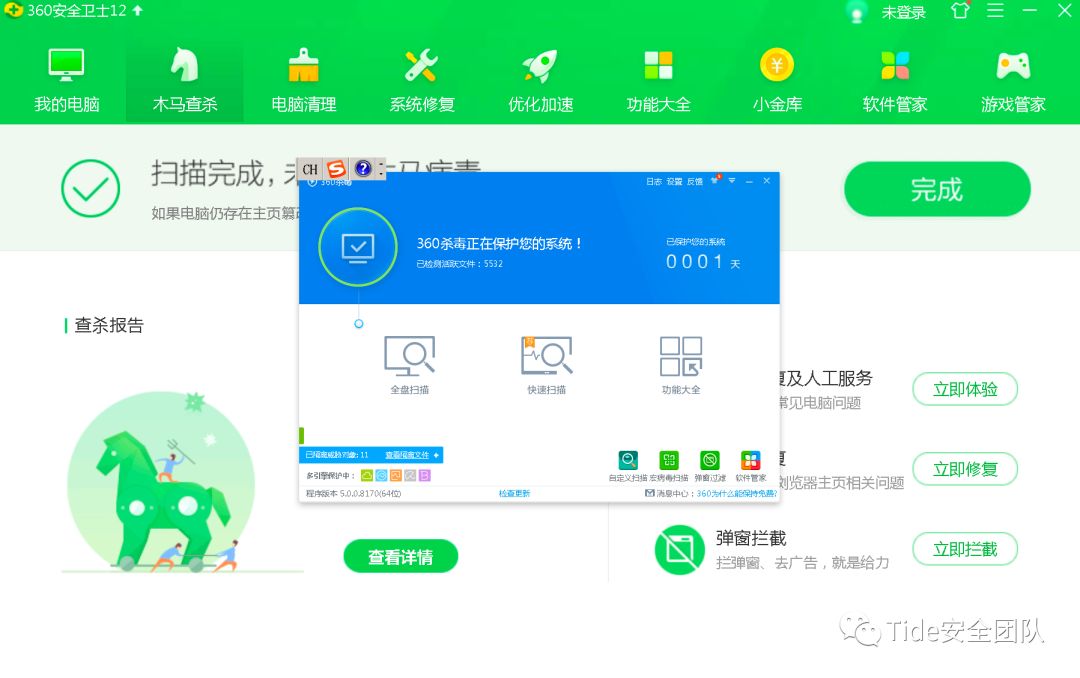 360安全卫士12
未登录
我的电脑
木马查杀
电脑清理
系统修复
优化加速
功能大全
小金库
软件管家
游戏管家
扫描完成，未
木马病毒
如果电脑仍存在主页篡改
完成
CH
360杀毒
日志 设置 反馈
360杀毒正在保护您的系统！
已检测活跃文件：5532
已保护您的系统
0001 天
查杀报告
全盘扫描
快速扫描
功能大全
复及人工服务
常见电脑问题
立即体验
已隔离威胁对象：11 查看隔离文件
多引擎保护中：
自定义扫描 宏病毒扫描 弹窗过滤 软件管家
程序版本 5.0.0.8170(64位)
检查更新
消息中心：360为什么能保持免费?
复
浏览器主页相关问题
立即修复
查看详情
弹窗拦截
拦弹窗、去广告，就是给力
立即拦截
Tide安全团队